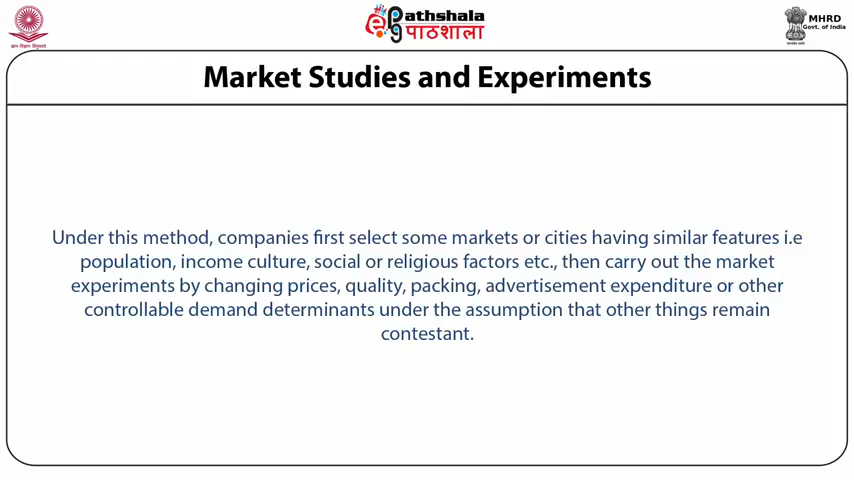 ज्ञान-विज्ञान विमुक्तये
ePathshala
पाठशाला
MHRD
Govt. of India
Market Studies and Experiments
Under this method, companies first select some markets or cities having similar features i.e
population, income culture, social or religious factors etc., then carry out the market
experiments by changing prices, quality, packing, advertisement expenditure or other
controllable demand determinants under the assumption that other things remain
contestant.